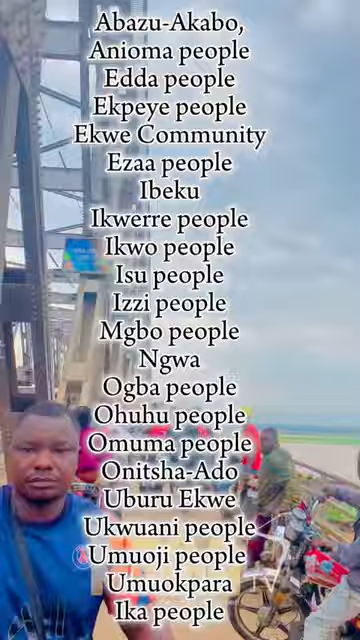 Abazu-Akabo,
Anioma people
Edda people
Ekpeye people
Ekwe Community
Ezaa people
Ibeku
Ikwerre people
Ikwo people
Isu people
Izzi people
Mgbo people
Ngwa
Ogba people
Ohuhu people
Omuma people
Onitsha-Ado
Uburu Ekwe
Ukwuani people
Umuoji people
Umuokpara
Ika people